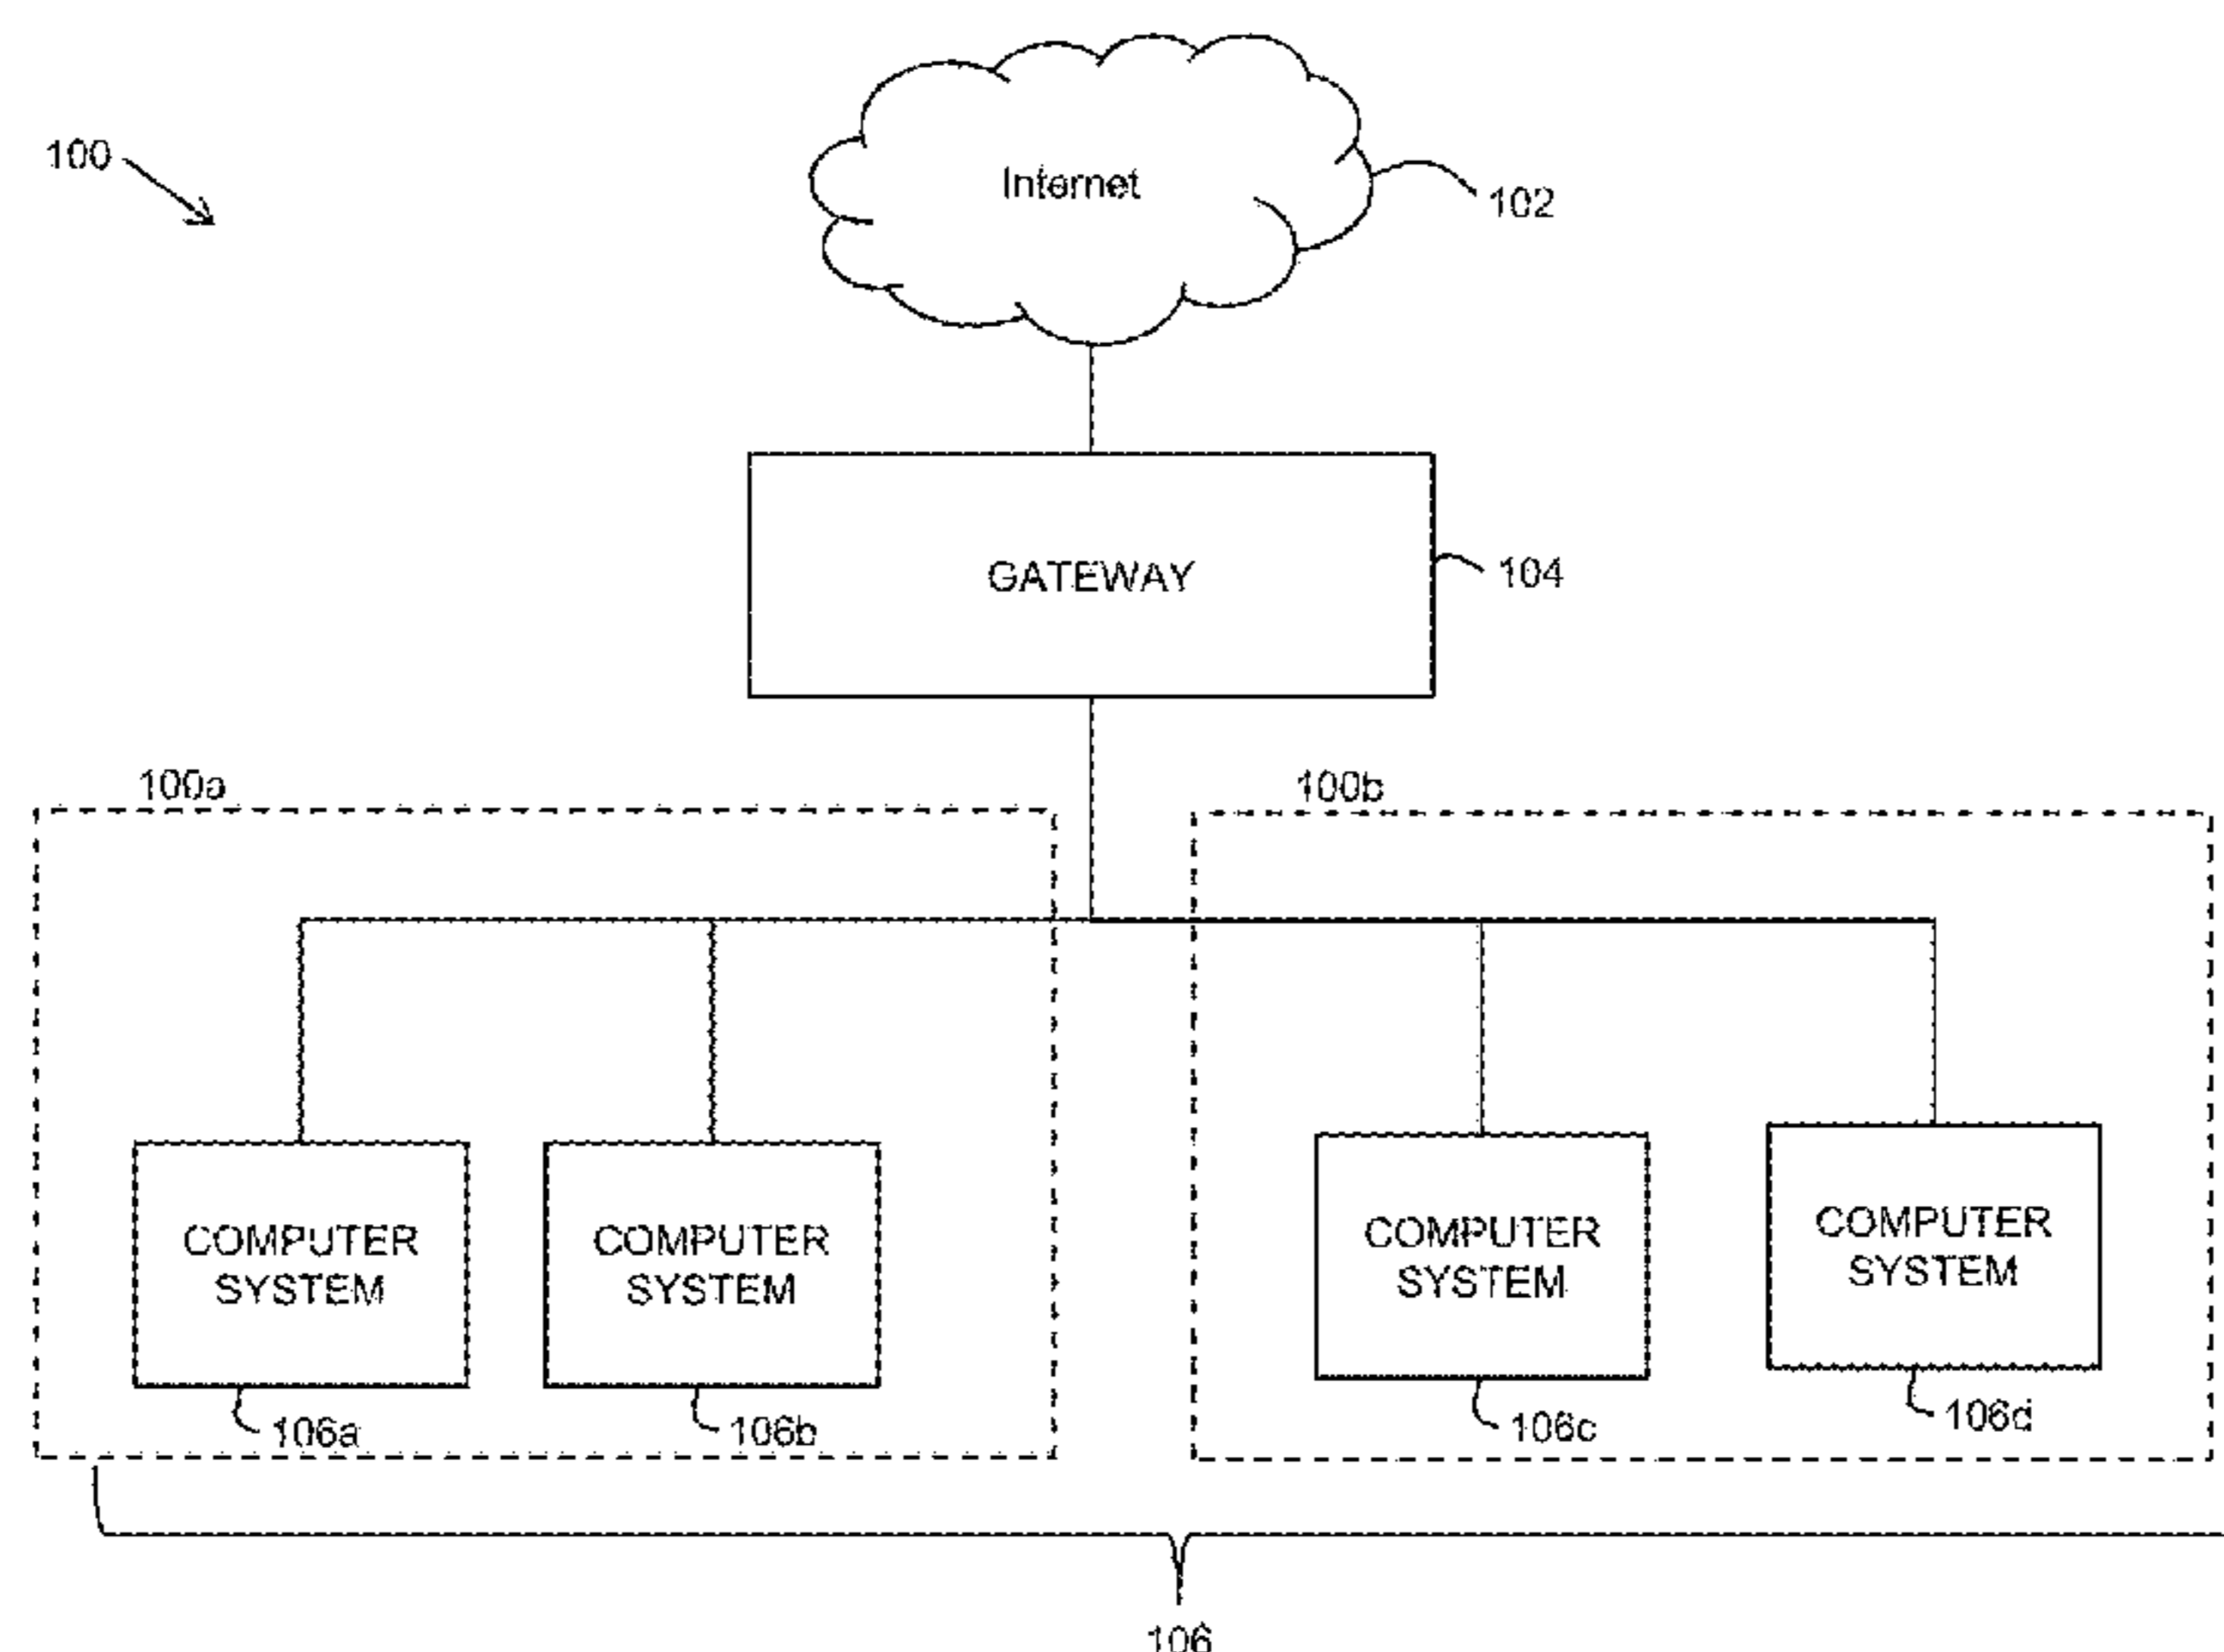 100
Internet
102
GATEWAY
104
100a
100b
COMPUTER
SYSTEM
COMPUTER
SYSTEM
COMPUTER
SYSTEM
COMPUTER
SYSTEM
106a
106b
106c
106d
106